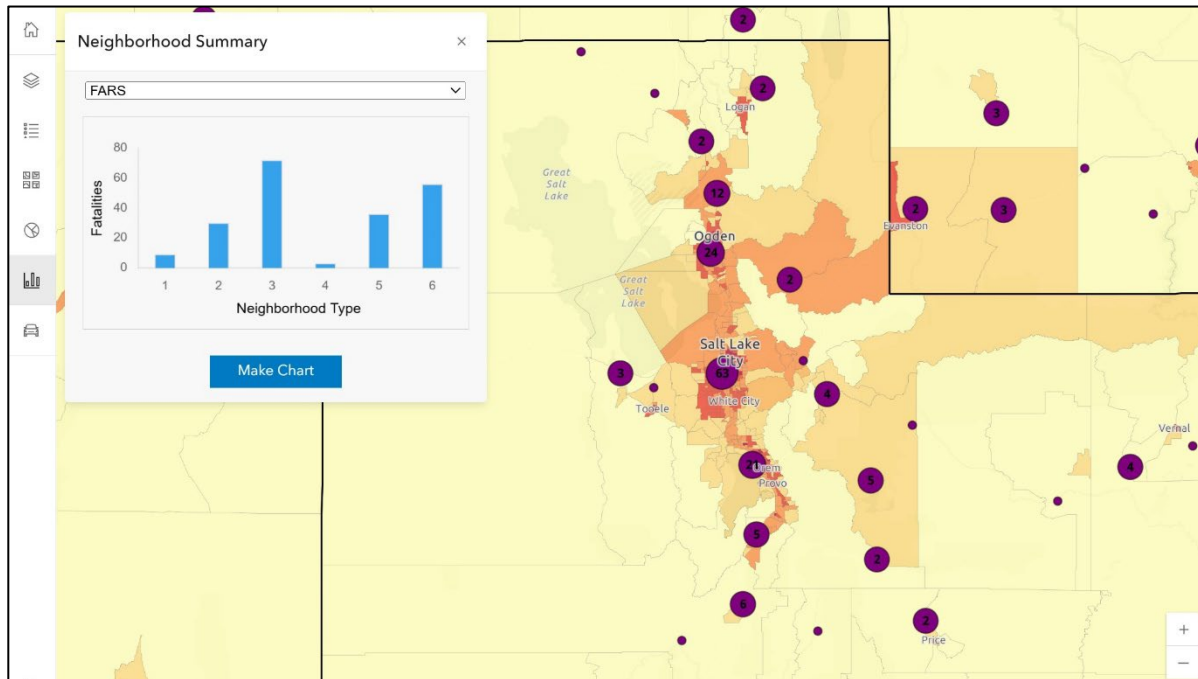 Neighborhood Summary
×
FARS
80
60
40
20
0
Fatalities
1 2 3 4 5 6
Neighborhood Type
Make Chart
2
2
Logan
2
3
12
Great
Salt
Lake
2
3
Evanston
Ogden
24
2
Great
Salt
Lake
Salt Lake
City
3
63
White City
4
Tooele
Vernal
21
Orem
Provo
4
5
5
2
6
2
Price
+
−